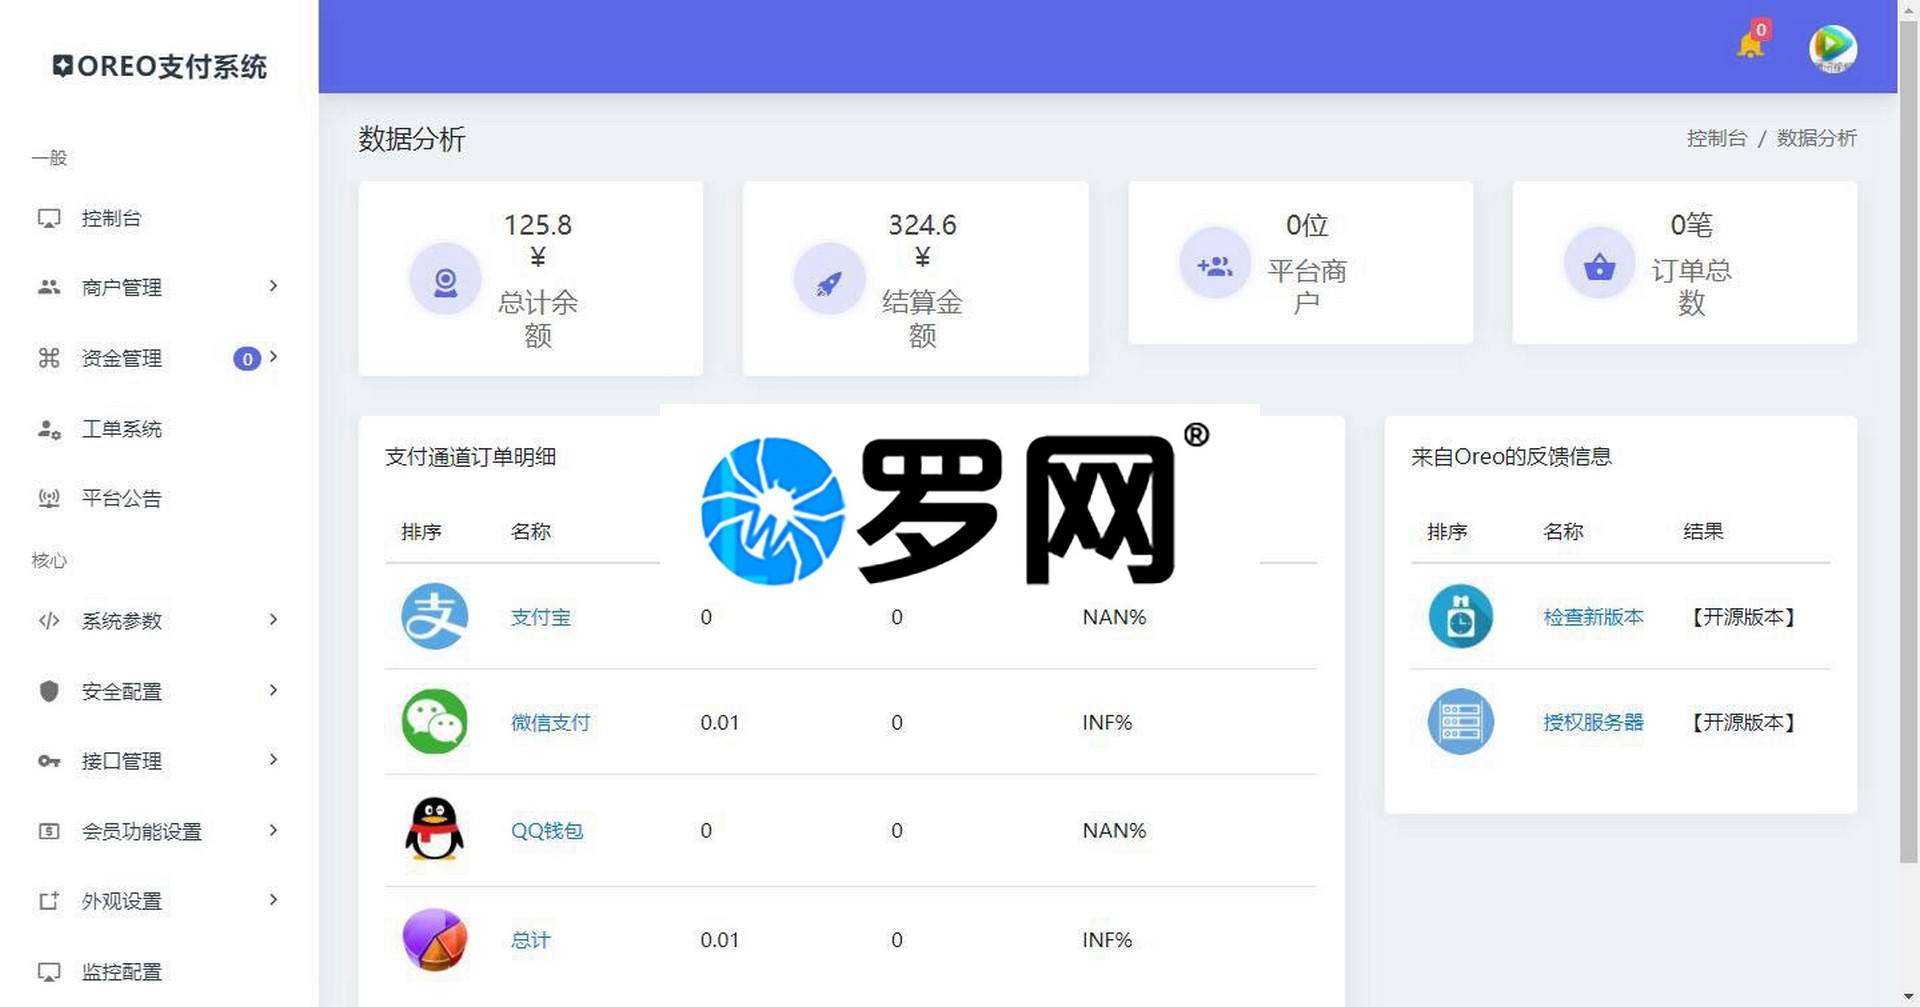 OREO支付系统
一般
控制台
商户管理
资金管理 0
工单系统
平台公告
核心
系统参数
安全配置
接口管理
会员功能设置
外观设置
监控配置
0
数据分析
控制台 / 数据分析
125.8
¥
总计余
额
324.6
¥
结算金
额
0位
平台商
户
0笔
订单总
数
支付通道订单明细
罗网®
排序 名称
支付宝 0 0 NAN%
微信支付 0.01 0 INF%
QQ钱包 0 0 NAN%
总计 0.01 0 INF%
来自Oreo的反馈信息
排序 名称 结果
检查新版本 【开源版本】
授权服务器 【开源版本】